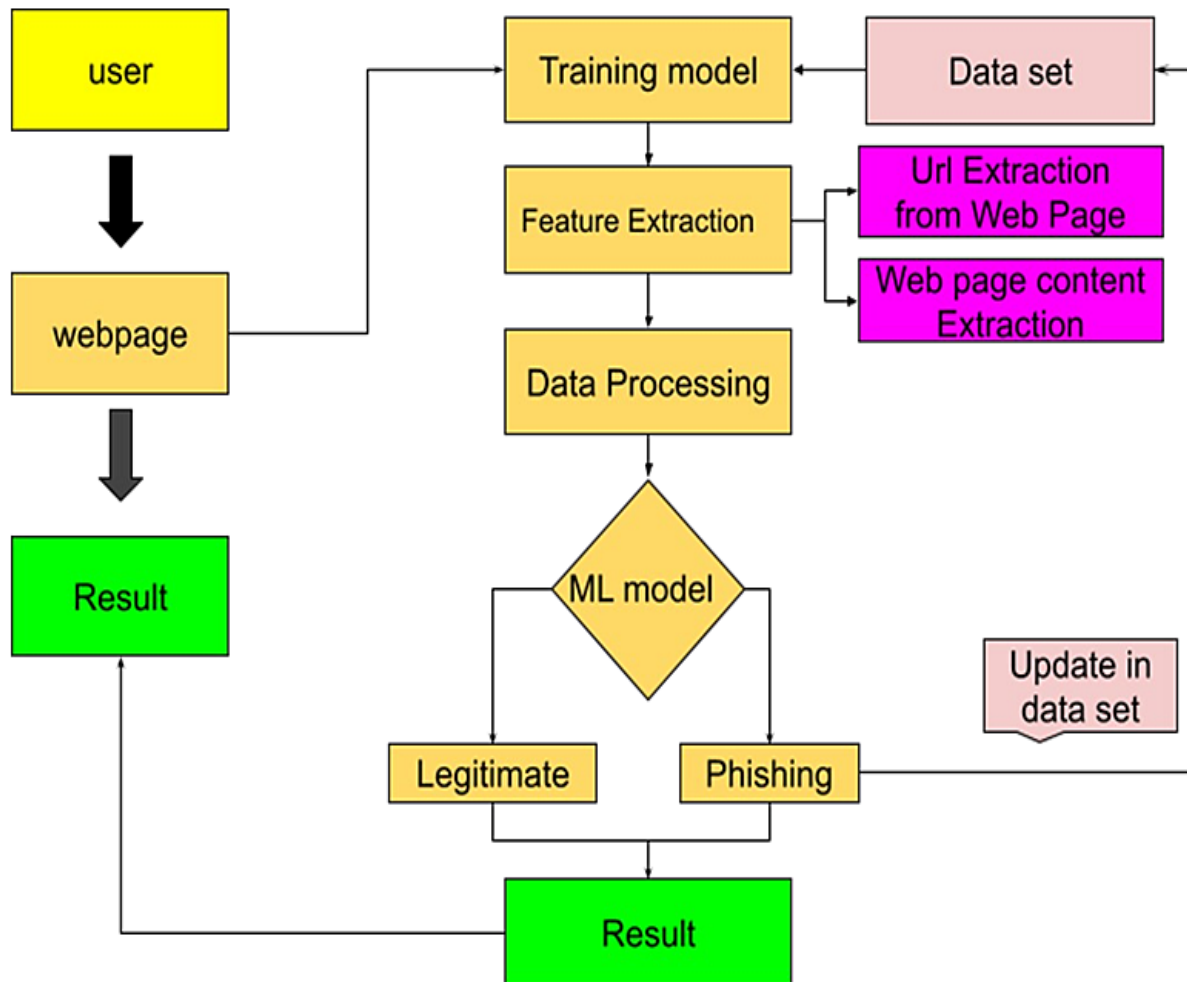 user
Training model
Data set
Url Extraction
from Web Page
Feature Extraction
Web page content
Extraction
webpage
Data Processing
Result
ML model
Update in
data set
Legitimate
Phishing
Result